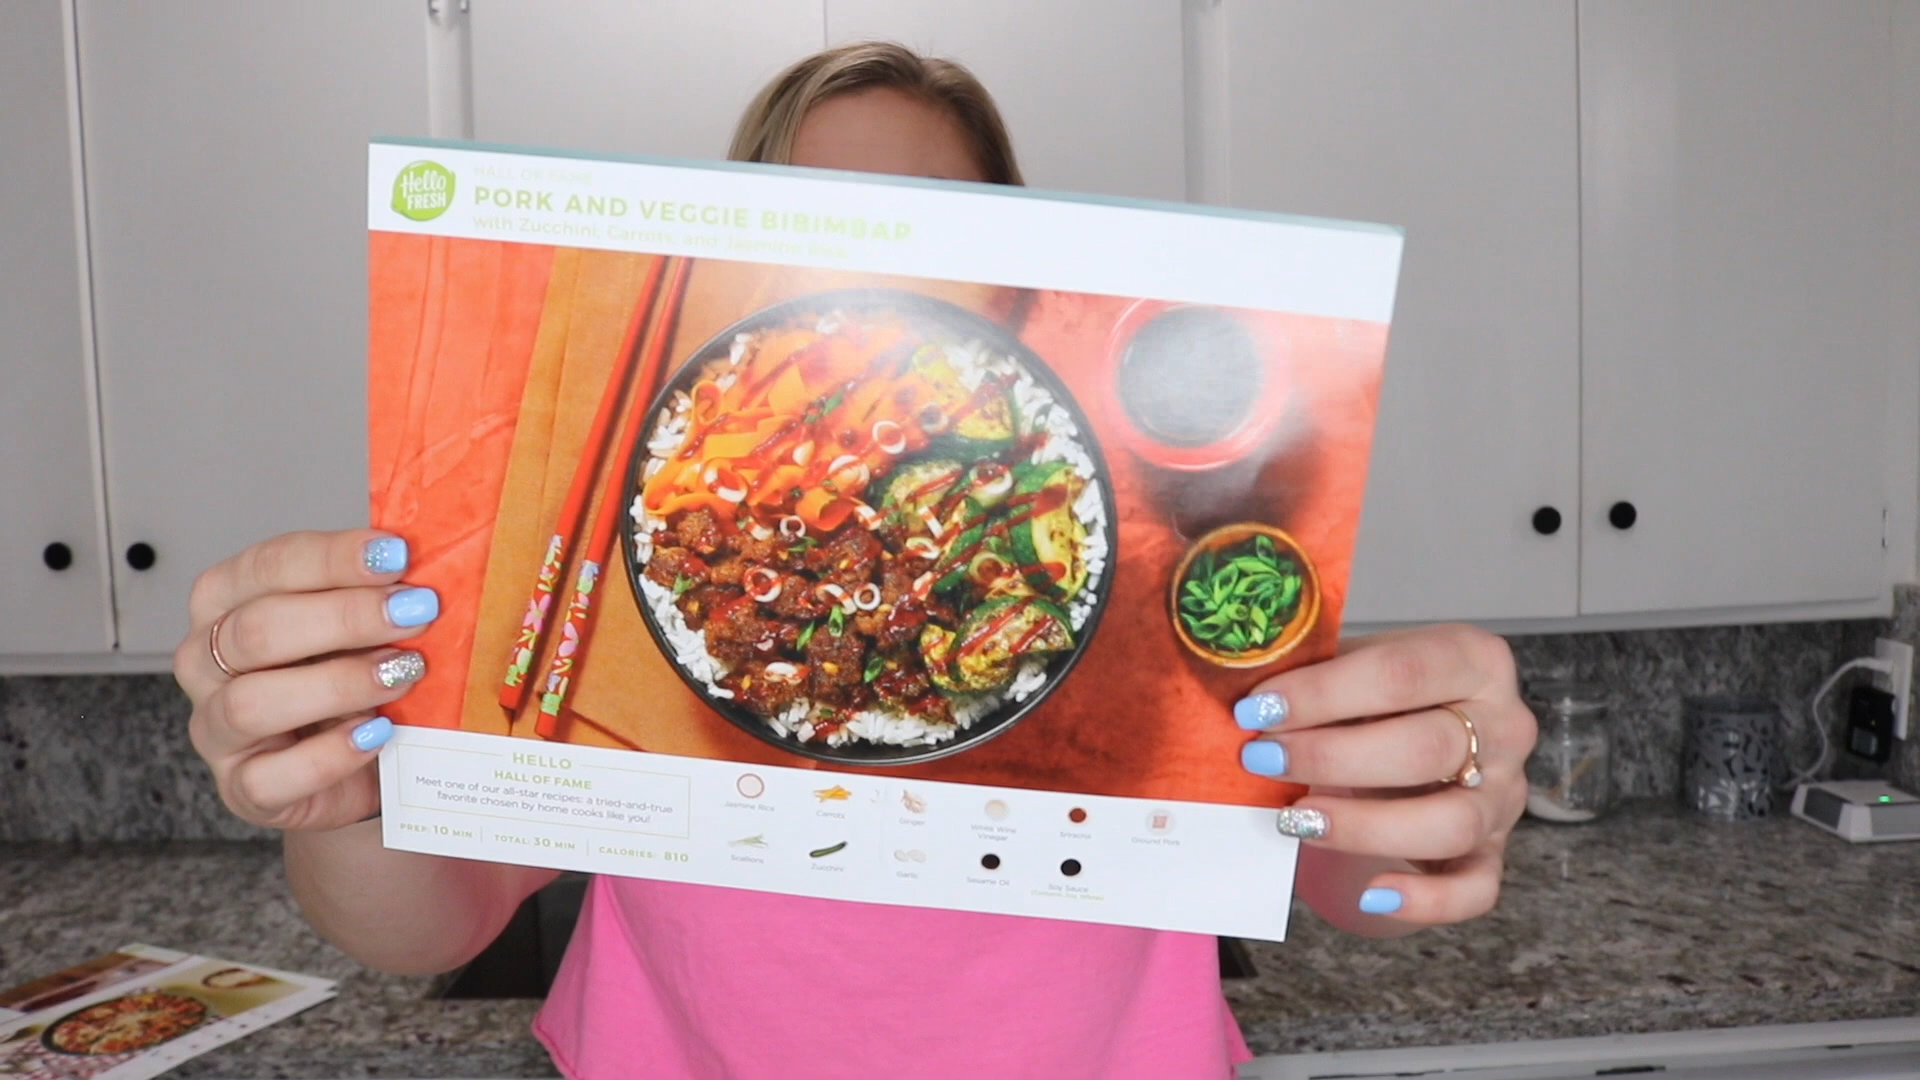 Hello
FRESH
HALL OF FAME
PORK AND VEGGIE BIBIMBAP
with Zucchini, Carrots, and Jasmine Rice
HELLO
HALL OF FAME
Meet one of our all-star recipes: a tried-and-true
favorite chosen by home cooks like you!
PREP: 10 MIN
TOTAL: 30 MIN
CALORIES: 810
Jasmine Rice
Carrots
Ginger
White Wine
Vinegar
Sriracha
Ground Pork
Scallions
Zucchini
Garlic
Sesame Oil
Soy Sauce
(Contains: Soy, Wheat)